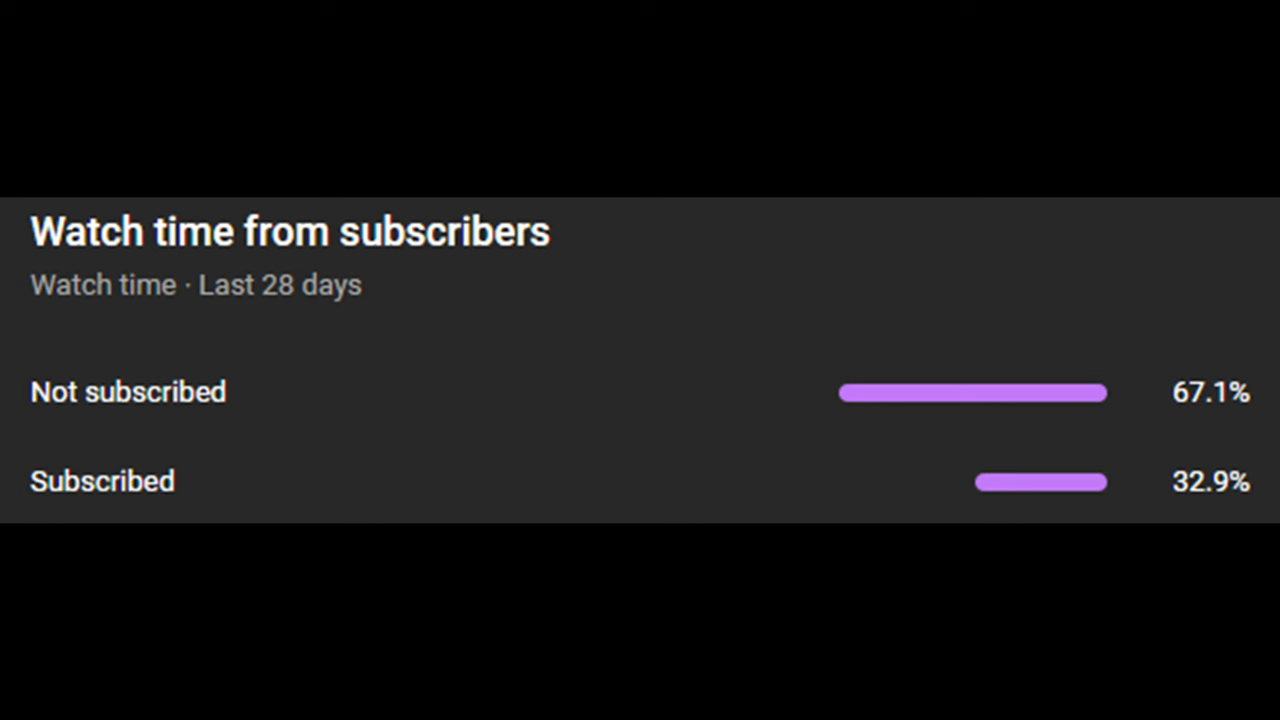 Watch time from subscribers
Watch time · Last 28 days
Not subscribed 67.1%
Subscribed 32.9%